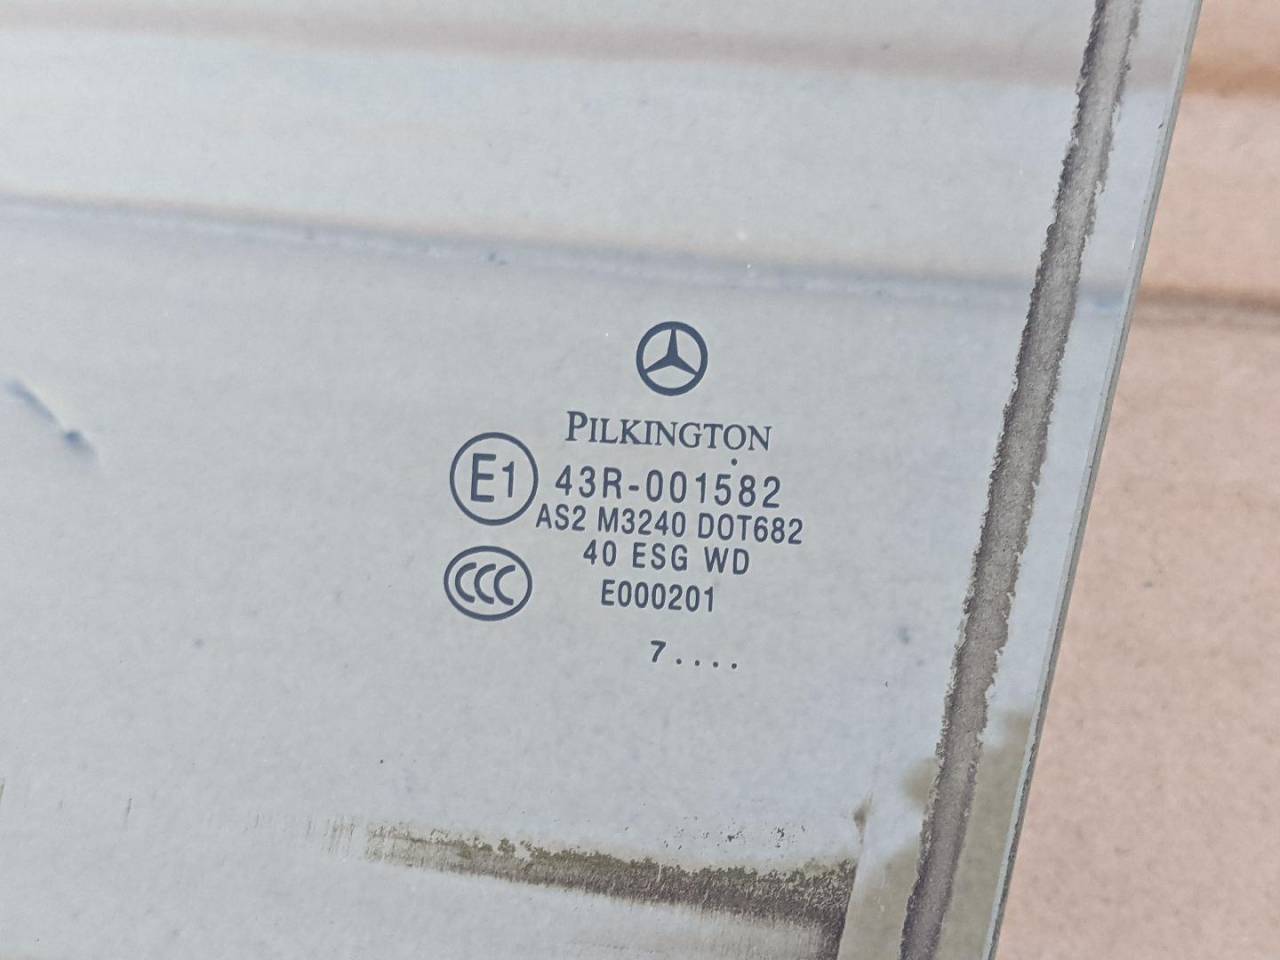 PILKINGTON
E1 43R-001582
AS2 M3240 DOT682
40 ESG WD
CCC E000201
7....